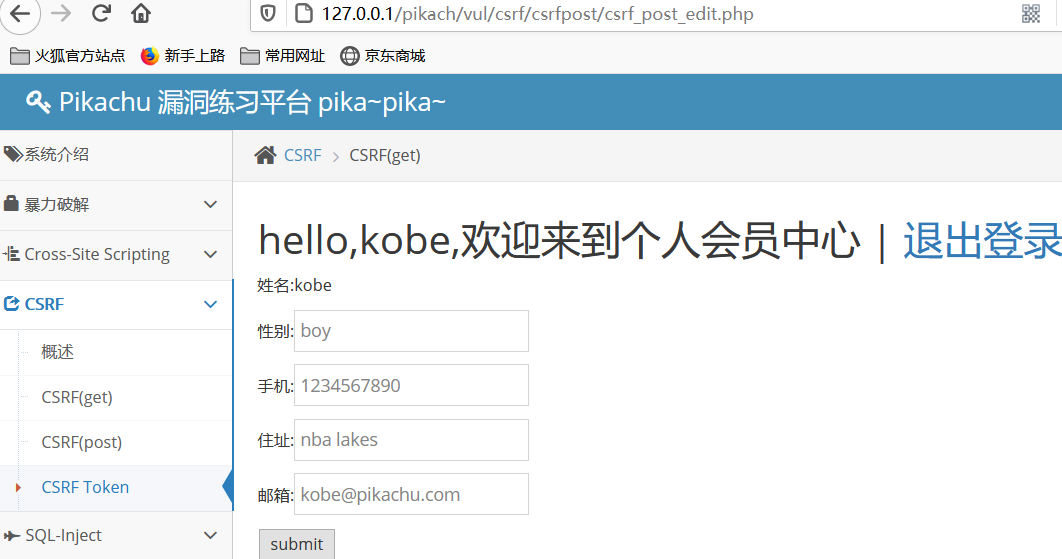 127.0.0.1/pikach/vul/csrf/csrfpost/csrf_post_edit.php
火狐官方站点 新手上路 常用网址 京东商城
Pikachu 漏洞练习平台 pika~pika~
系统介绍
暴力破解
Cross-Site Scripting
CSRF
概述
CSRF(get)
CSRF(post)
CSRF Token
SQL-Inject
CSRF > CSRF(get)
hello,kobe,欢迎来到个人会员中心 | 退出登录
姓名:kobe
性别:boy
手机:1234567890
住址:nba lakes
邮箱:kobe@pikachu.com
submit